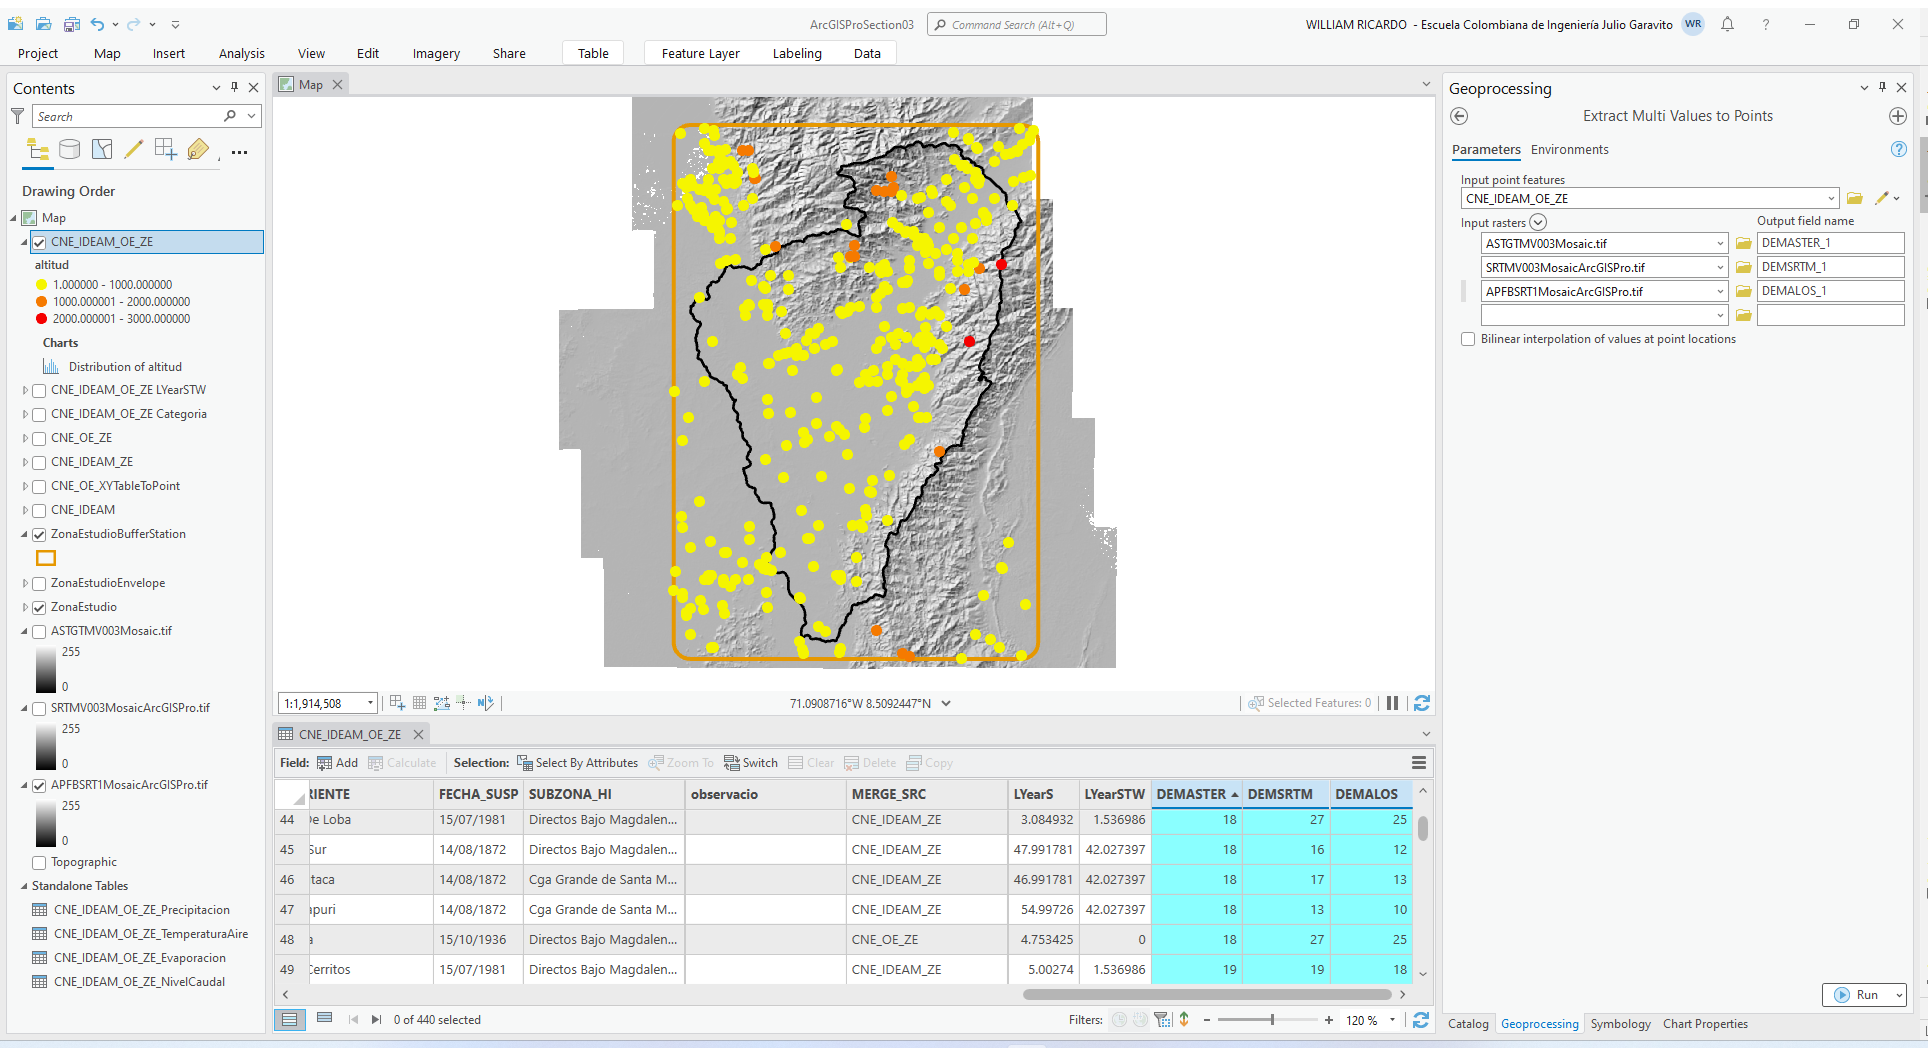 ArcGISProSection03
Command Search (Alt+Q)
WILLIAM RICARDO - Escuela Colombiana de Ingeniería Julio Garavito
WR
?
Project Map Insert Analysis View Edit Imagery Share Table Feature Layer Labeling Data
Contents
Search
Drawing Order
Map
CNE_IDEAM_OE_ZE
altitud
1.000000 - 1000.000000
1000.000001 - 2000.000000
2000.000001 - 3000.000000
Charts
Distribution of altitud
CNE_IDEAM_OE_ZE LYearSTW
CNE_IDEAM_OE_ZE Categoria
CNE_OE_ZE
CNE_IDEAM_ZE
CNE_OE_XYTableToPoint
CNE_IDEAM
ZonaEstudioBufferStation
ZonaEstudioEnvelope
ZonaEstudio
ASTGTMV003Mosaic.tif
255
0
SRTMV003MosaicArcGISPro.tif
255
0
APFBSRT1MosaicArcGISPro.tif
255
0
Topographic
Standalone Tables
CNE_IDEAM_OE_ZE_Precipitacion
CNE_IDEAM_OE_ZE_TemperaturaAire
CNE_IDEAM_OE_ZE_Evaporacion
CNE_IDEAM_OE_ZE_NivelCaudal
Map
1:1,914,508
71.0908716°W 8.5092447°N
Selected Features: 0
CNE_IDEAM_OE_ZE
Field: Add Calculate Selection: Select By Attributes Zoom To Switch Clear Delete Copy
RIENTE FECHA_SUSP SUBZONA_HI observacio MERGE_SRC LYearS LYearSTW DEMASTER DEMSRTM DEMALOS
44 De Loba 15/07/1981 Directos Bajo Magdalen... CNE_IDEAM_ZE 3.084932 1.536986 18 27 25
45 Sur 14/08/1872 Directos Bajo Magdalen... CNE_IDEAM_ZE 47.991781 42.027397 18 16 12
46 taca 14/08/1872 Cga Grande de Santa M... CNE_IDEAM_ZE 46.991781 42.027397 18 17 13
47 apuri 14/08/1872 Cga Grande de Santa M... CNE_IDEAM_ZE 54.99726 42.027397 18 13 10
48 a 15/10/1936 Directos Bajo Magdalen... CNE_OE_ZE 4.753425 0 18 27 25
49 Cerritos 15/07/1981 Directos Bajo Magdalen... CNE_IDEAM_ZE 5.00274 1.536986 19 19 18
0 of 440 selected
Filters:
120 %
Geoprocessing
Extract Multi Values to Points
Parameters Environments
?
Input point features
CNE_IDEAM_OE_ZE
Input rasters Output field name
ASTGTMV003Mosaic.tif DEMASTER_1
SRTMV003MosaicArcGISPro.tif DEMSRTM_1
APFBSRT1MosaicArcGISPro.tif DEMALOS_1
Bilinear interpolation of values at point locations
Run
Catalog Geoprocessing Symbology Chart Properties